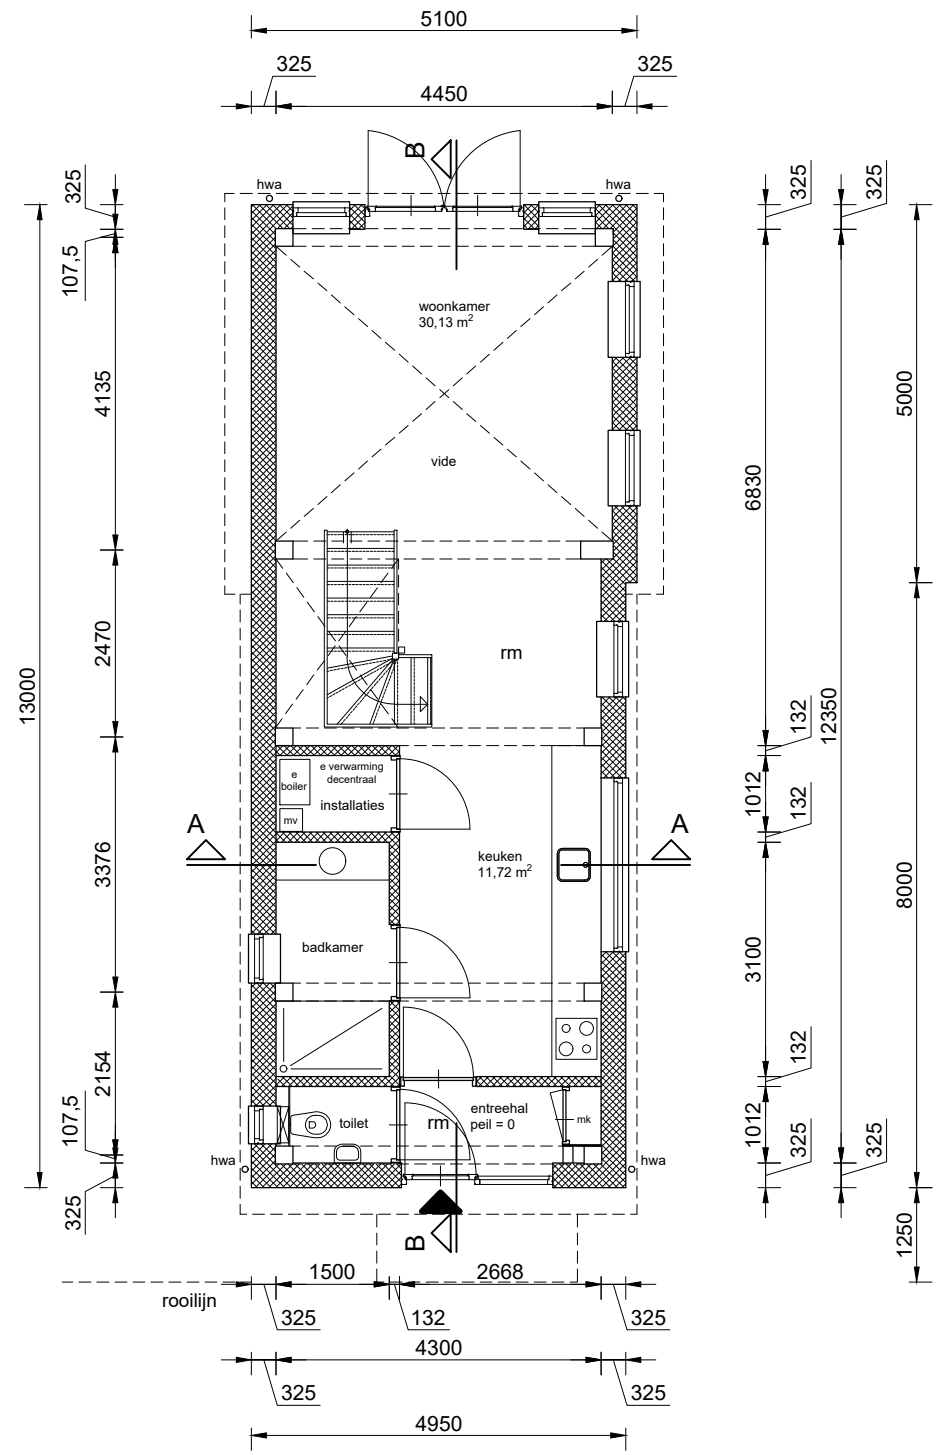 5100
325
325
4450
B
hwa
hwa
325
107,5
4135
2470
3376
2154
107,5
325
13000
woonkamer
30,13 m²
vide
rm
e verwarming
decentraal
e
boiler
installaties
mv
A
A
keuken
11,72 m²
badkamer
toilet
rm
entreehal
peil = 0
mk
hwa
hwa
B
325
325
6830
132
1012
132
3100
132
1012
325
325
12350
5000
8000
1250
rooilijn
1500
2668
325
132
325
4300
325
325
4950